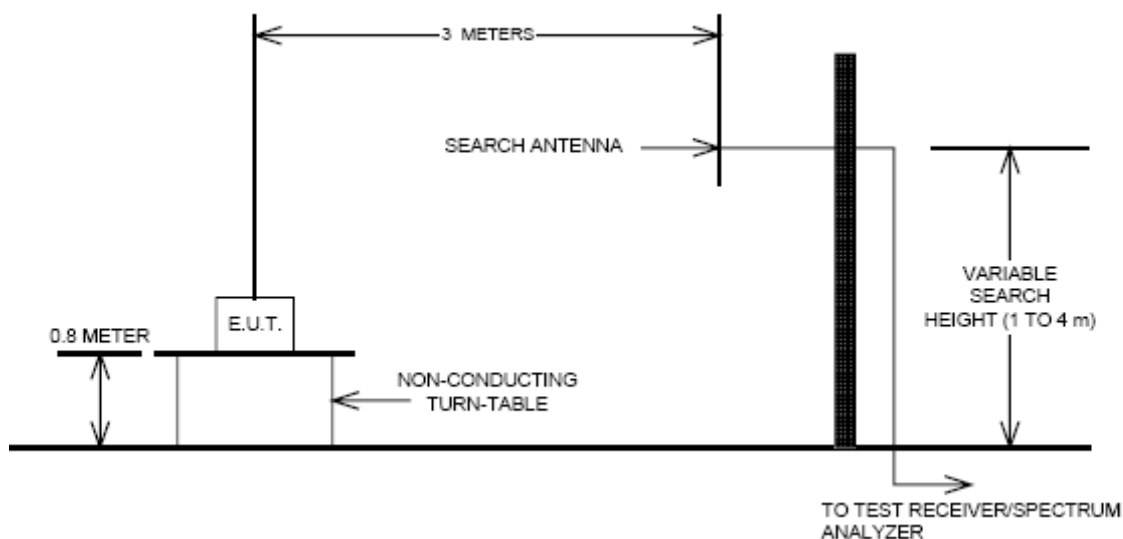 3 METERS
SEARCH ANTENNA
E.U.T.
0.8 METER
NON-CONDUCTING
TURN-TABLE
VARIABLE
SEARCH
HEIGHT (1 TO 4 m)
TO TEST RECEIVER/SPECTRUM
ANALYZER